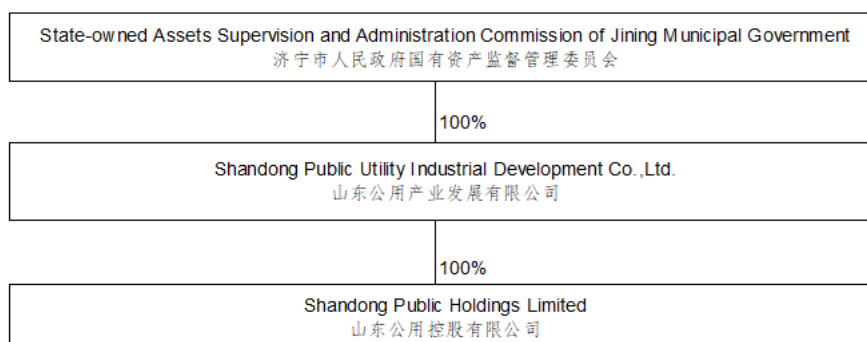 State-owned Assets Supervision and Administration Commission of Jining Municipal Government
济宁市人民政府国有资产监督管理委员会
100%
Shandong Public Utility Industrial Development Co.,Ltd.
山东公用产业发展有限公司
100%
Shandong Public Holdings Limited
山东公用控股有限公司